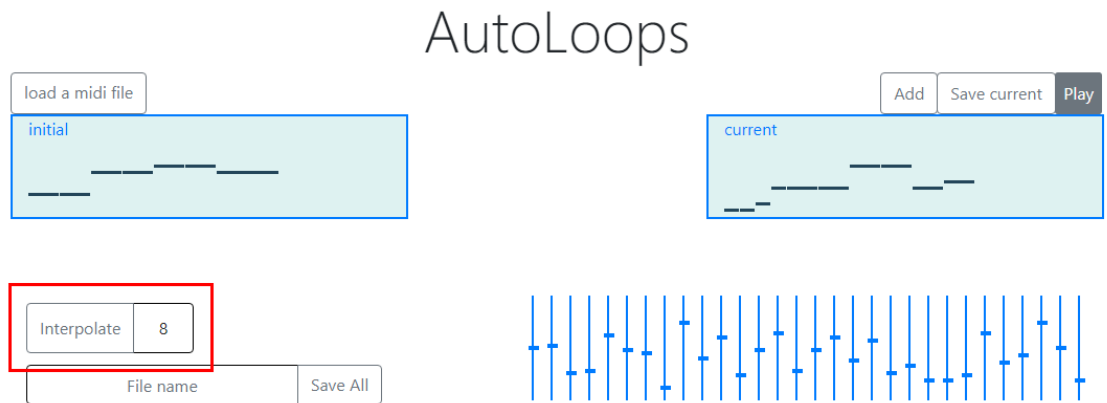 AutoLoops
load a midi file
Add Save current Play
initial
current
Interpolate 8
File name Save All